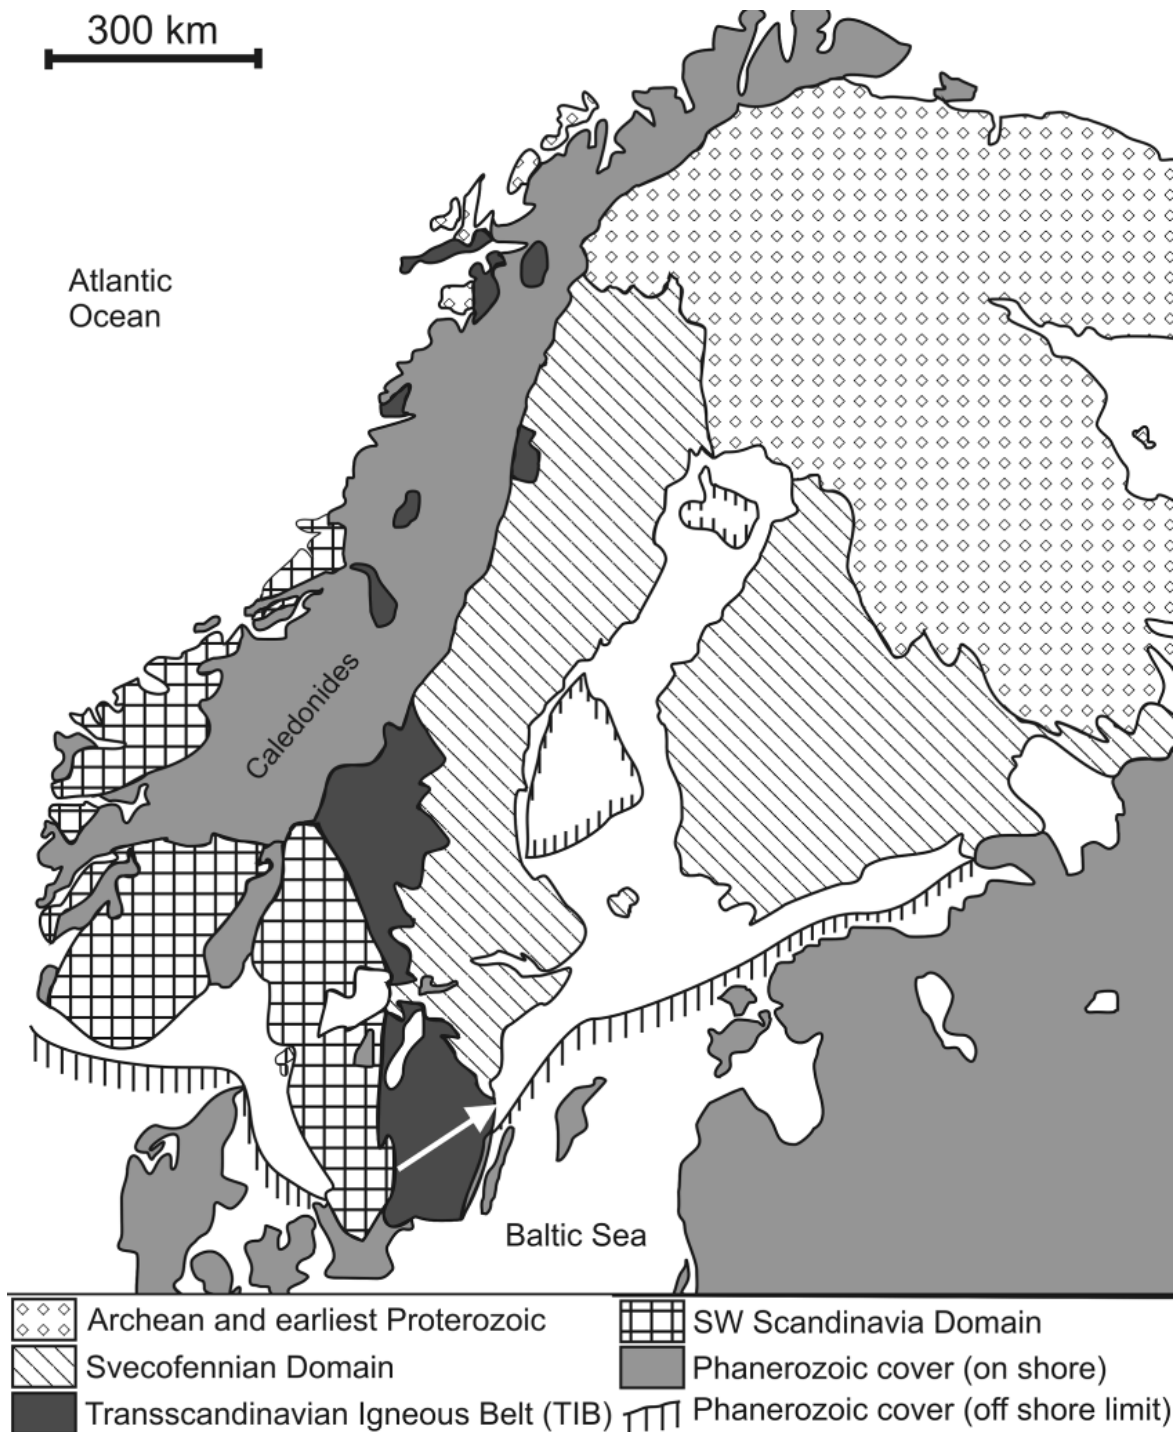 300 km
Atlantic
Ocean
Caledonides
Baltic Sea
Archean and earliest Proterozoic
Svecofennian Domain
Transscandinavian Igneous Belt (TIB)
SW Scandinavia Domain
Phanerozoic cover (on shore)
Phanerozoic cover (off shore limit)